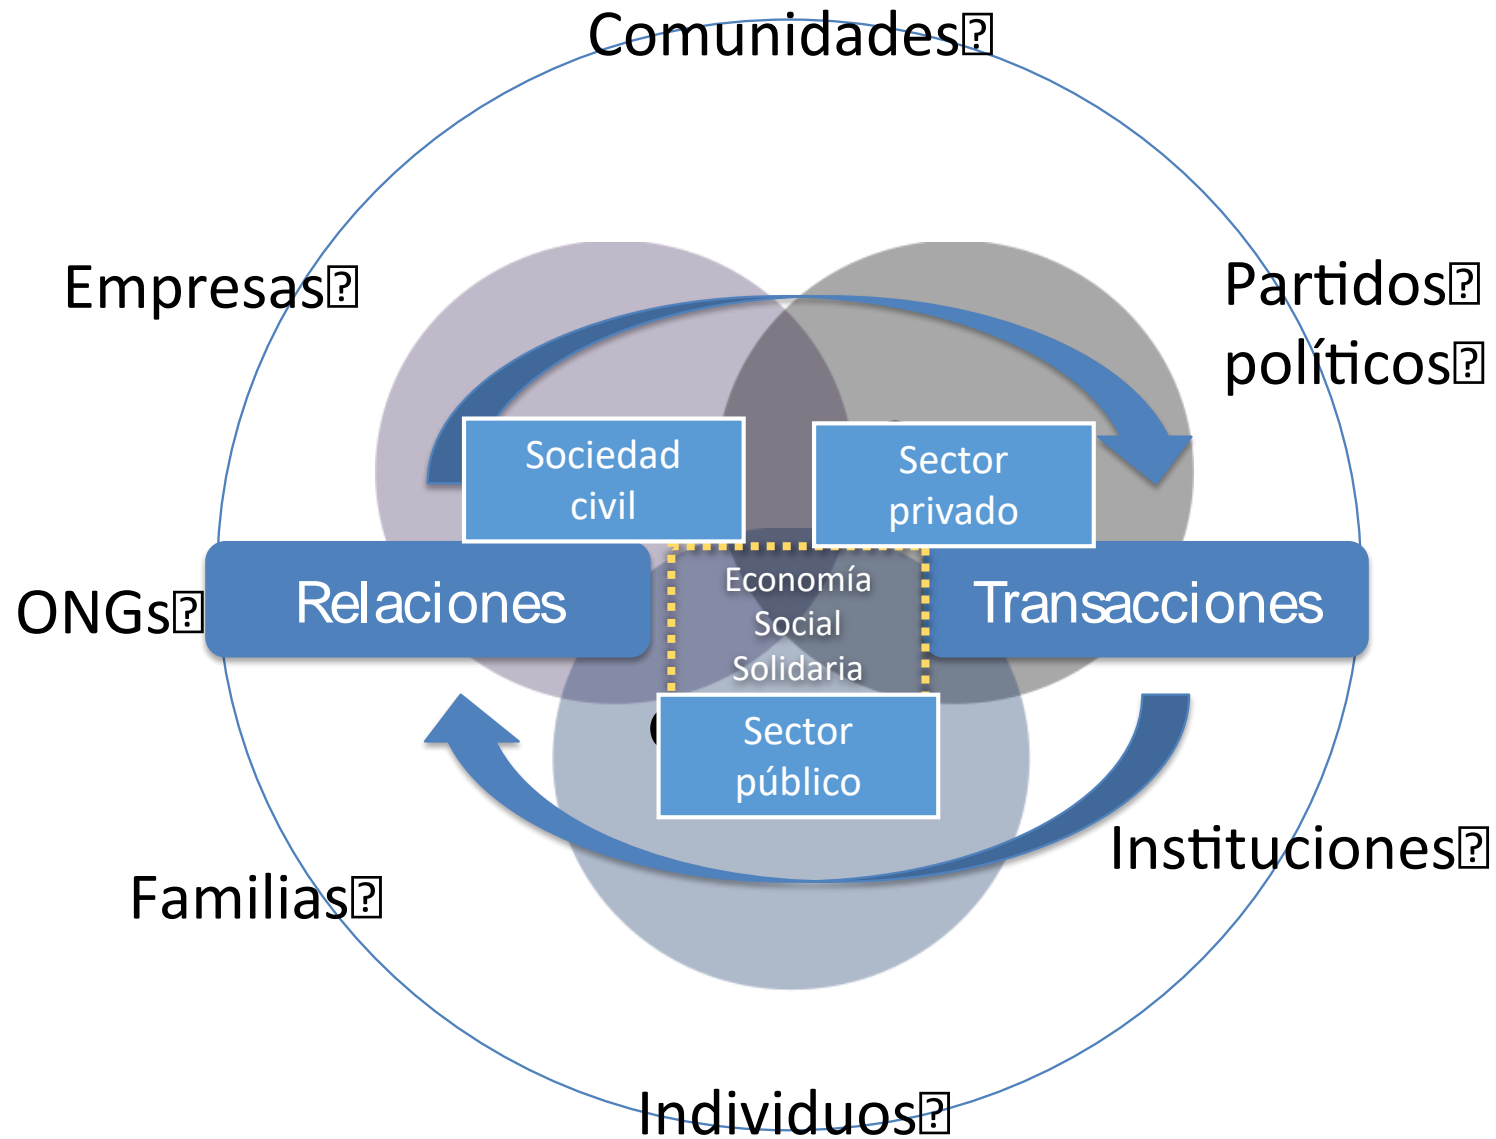 Comunidades
Empresas
Partidos
políticos
Sociedad
civil
Sector
privado
Economía
Social
Solidaria
Relaciones
Transacciones
ONGs
Sector
público
Instituciones
Familias
Individuos